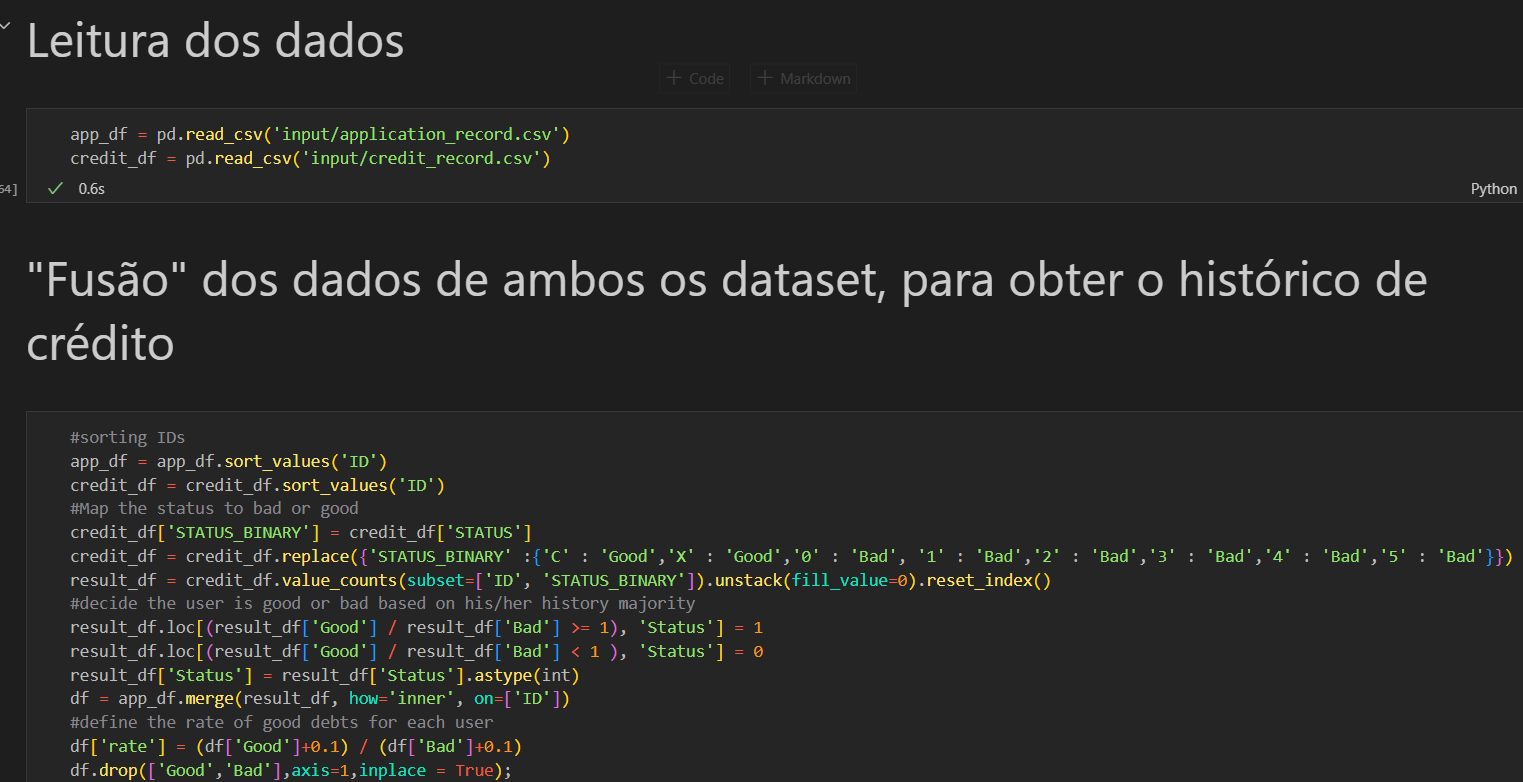 Leitura dos dados
+ Code + Markdown
app_df = pd.read_csv('input/application_record.csv')
credit_df = pd.read_csv('input/credit_record.csv')
64] ✓ 0.6s Python
"Fusão" dos dados de ambos os dataset, para obter o histórico de
crédito
#sorting IDs
app_df = app_df.sort_values('ID')
credit_df = credit_df.sort_values('ID')
#Map the status to bad or good
credit_df['STATUS_BINARY'] = credit_df['STATUS']
credit_df = credit_df.replace({'STATUS_BINARY' :{'C' : 'Good','X' : 'Good','0' : 'Bad', '1' : 'Bad','2' : 'Bad','3' : 'Bad','4' : 'Bad','5' : 'Bad'}})
result_df = credit_df.value_counts(subset=['ID', 'STATUS_BINARY']).unstack(fill_value=0).reset_index()
#decide the user is good or bad based on his/her history majority
result_df.loc[(result_df['Good'] / result_df['Bad'] >= 1), 'Status'] = 1
result_df.loc[(result_df['Good'] / result_df['Bad'] < 1 ), 'Status'] = 0
result_df['Status'] = result_df['Status'].astype(int)
df = app_df.merge(result_df, how='inner', on=['ID'])
#define the rate of good debts for each user
df['rate'] = (df['Good']+0.1) / (df['Bad']+0.1)
df.drop(['Good','Bad'],axis=1,inplace = True);